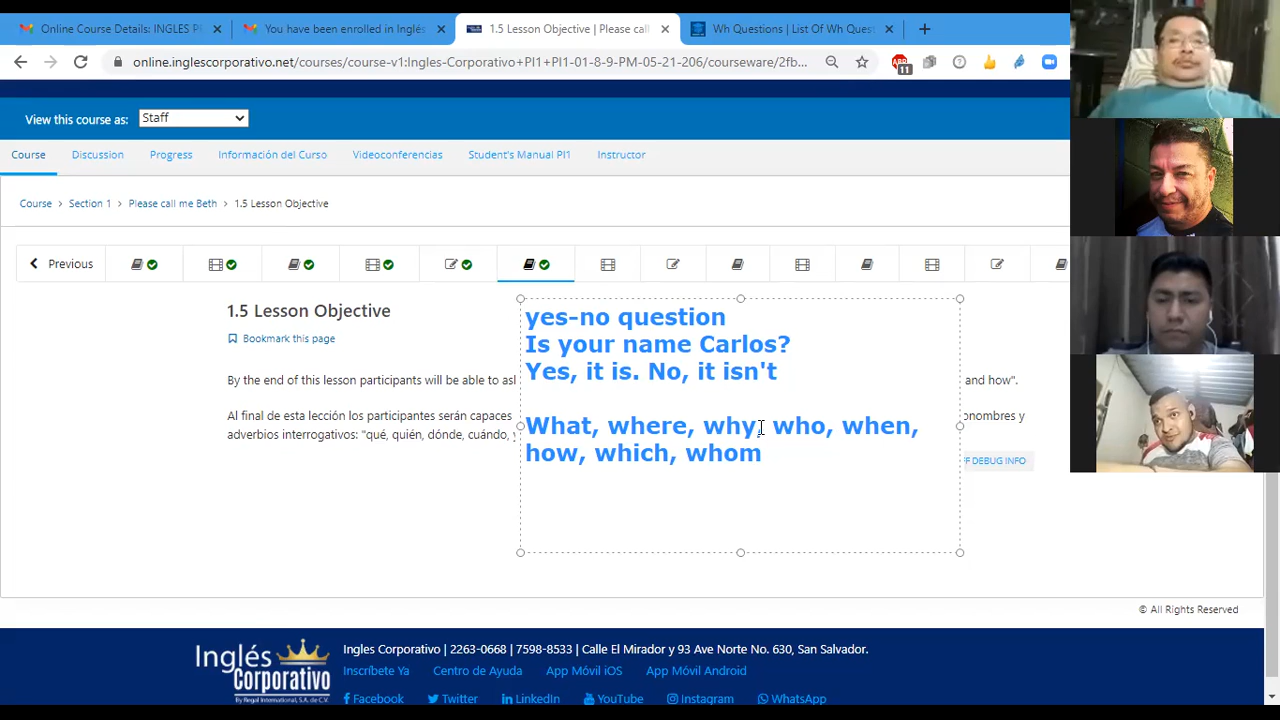 Online Course Details: INGLES P
You have been enrolled in Inglés
1.5 Lesson Objective | Please call
Wh Questions | List Of Wh Quest
online.inglescorporativo.net/courses/course-v1:Ingles-Corporativo+PI1+PI1-01-8-9-PM-05-21-206/courseware/2fb...
11
View this course as: Staff
Course Discussion Progress Información del Curso Videoconferencias Student's Manual PI1 Instructor
Course > Section 1 > Please call me Beth > 1.5 Lesson Objective
Previous
1.5 Lesson Objective
Bookmark this page
yes-no question
Is your name Carlos?
Yes, it is. No, it isn't
What, where, why, who, when,
how, which, whom
By the end of this lesson participants will be able to as and how".
Al final de esta lección los participantes serán capaces onombres y
adverbios interrogativos: "qué, quién, dónde, cuándo,
F DEBUG INFO
© All Rights Reserved
Inglés
Corporativo
By Regal International, S.A. de C.V.
Ingles Corporativo | 2263-0668 | 7598-8533 | Calle El Mirador y 93 Ave Norte No. 630, San Salvador.
Inscríbete Ya Centro de Ayuda App Móvil iOS App Móvil Android
Facebook Twitter LinkedIn YouTube Instagram WhatsApp